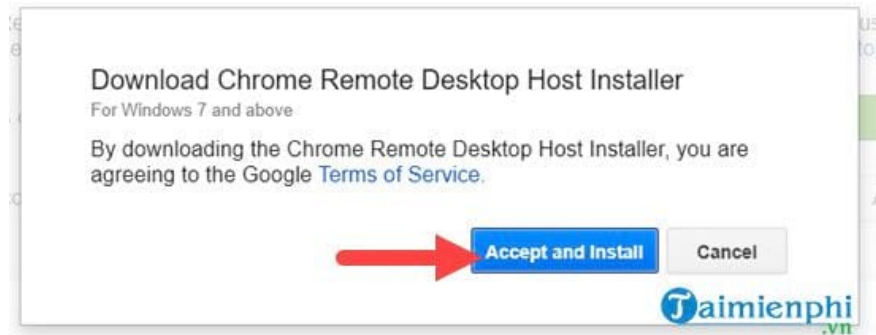 Download Chrome Remote Desktop Host Installer
For Windows 7 and above
By downloading the Chrome Remote Desktop Host Installer, you are
agreeing to the Google Terms of Service.
Accept and Install
Cancel
Taimienphi
.vn